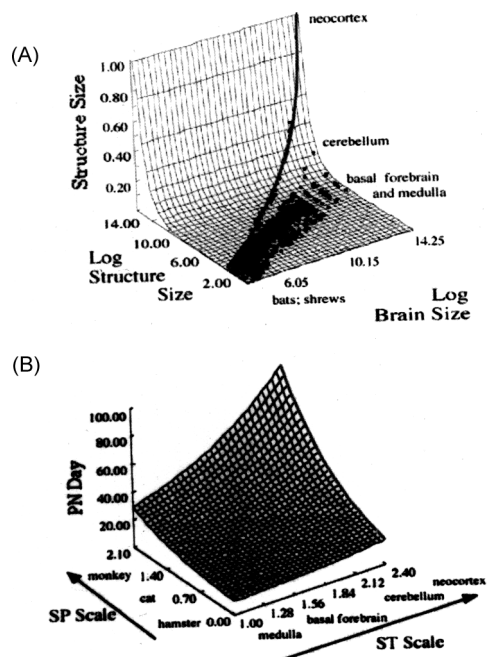 (A)
neocortex
cerebellum
basal forebrain
and medulla
bats; shrews
Structure Size
1.00
0.80
0.60
0.40
0.20
Log
Structure
Size
14.00
10.00
6.00
2.00
6.05
10.15
14.25
Log
Brain Size
(B)
PN Day
100.00
80.00
60.00
40.00
20.00
2.10
1.40
0.70
0.00
monkey
cat
hamster
SP Scale
1.00
1.28
1.56
1.84
2.12
2.40
medulla
basal forebrain
cerebellum
neocortex
ST Scale